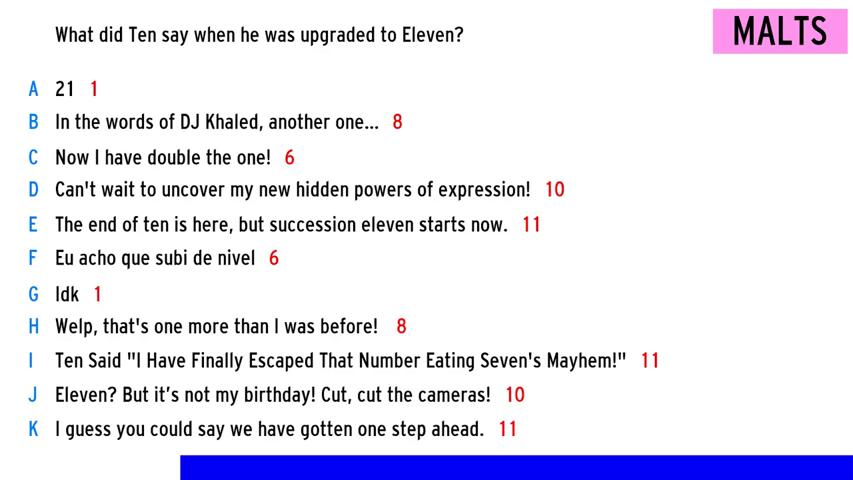 What did Ten say when he was upgraded to Eleven?
MALTS
A 21 1
B In the words of DJ Khaled, another one... 8
C Now I have double the one! 6
D Can't wait to uncover my new hidden powers of expression! 10
E The end of ten is here, but succession eleven starts now. 11
F Eu acho que subi de nivel 6
G Idk 1
H Welp, that's one more than I was before! 8
I Ten Said "I Have Finally Escaped That Number Eating Seven's Mayhem!" 11
J Eleven? But it’s not my birthday! Cut, cut the cameras! 10
K I guess you could say we have gotten one step ahead. 11